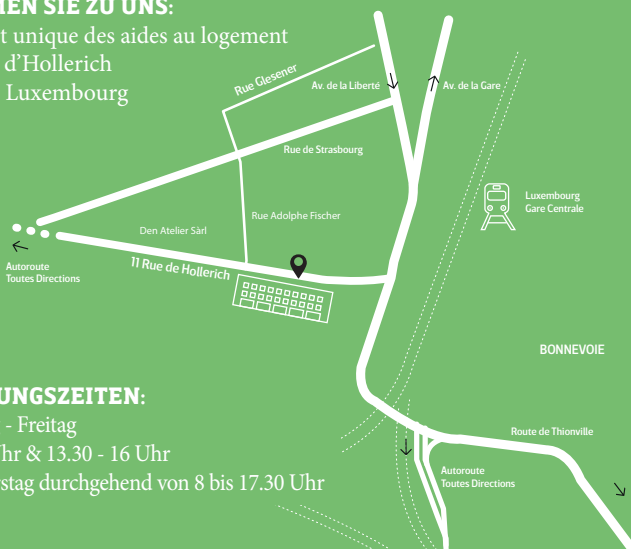 EN SIE ZU UNS:
t unique des aides au logement
d’Hollerich
Luxembourg
Rue Glesener
Av. de la Liberté
Av. de la Gare
Rue de Strasbourg
Luxembourg
Gare Centrale
Rue Adolphe Fischer
Den Atelier Sàrl
11 Rue de Hollerich
Autoroute
Toutes Directions
BONNEVOIE
UNGSZEITEN:
- Freitag
hr & 13.30 - 16 Uhr
stag durchgehend von 8 bis 17.30 Uhr
Route de Thionville
Autoroute
Toutes Directions